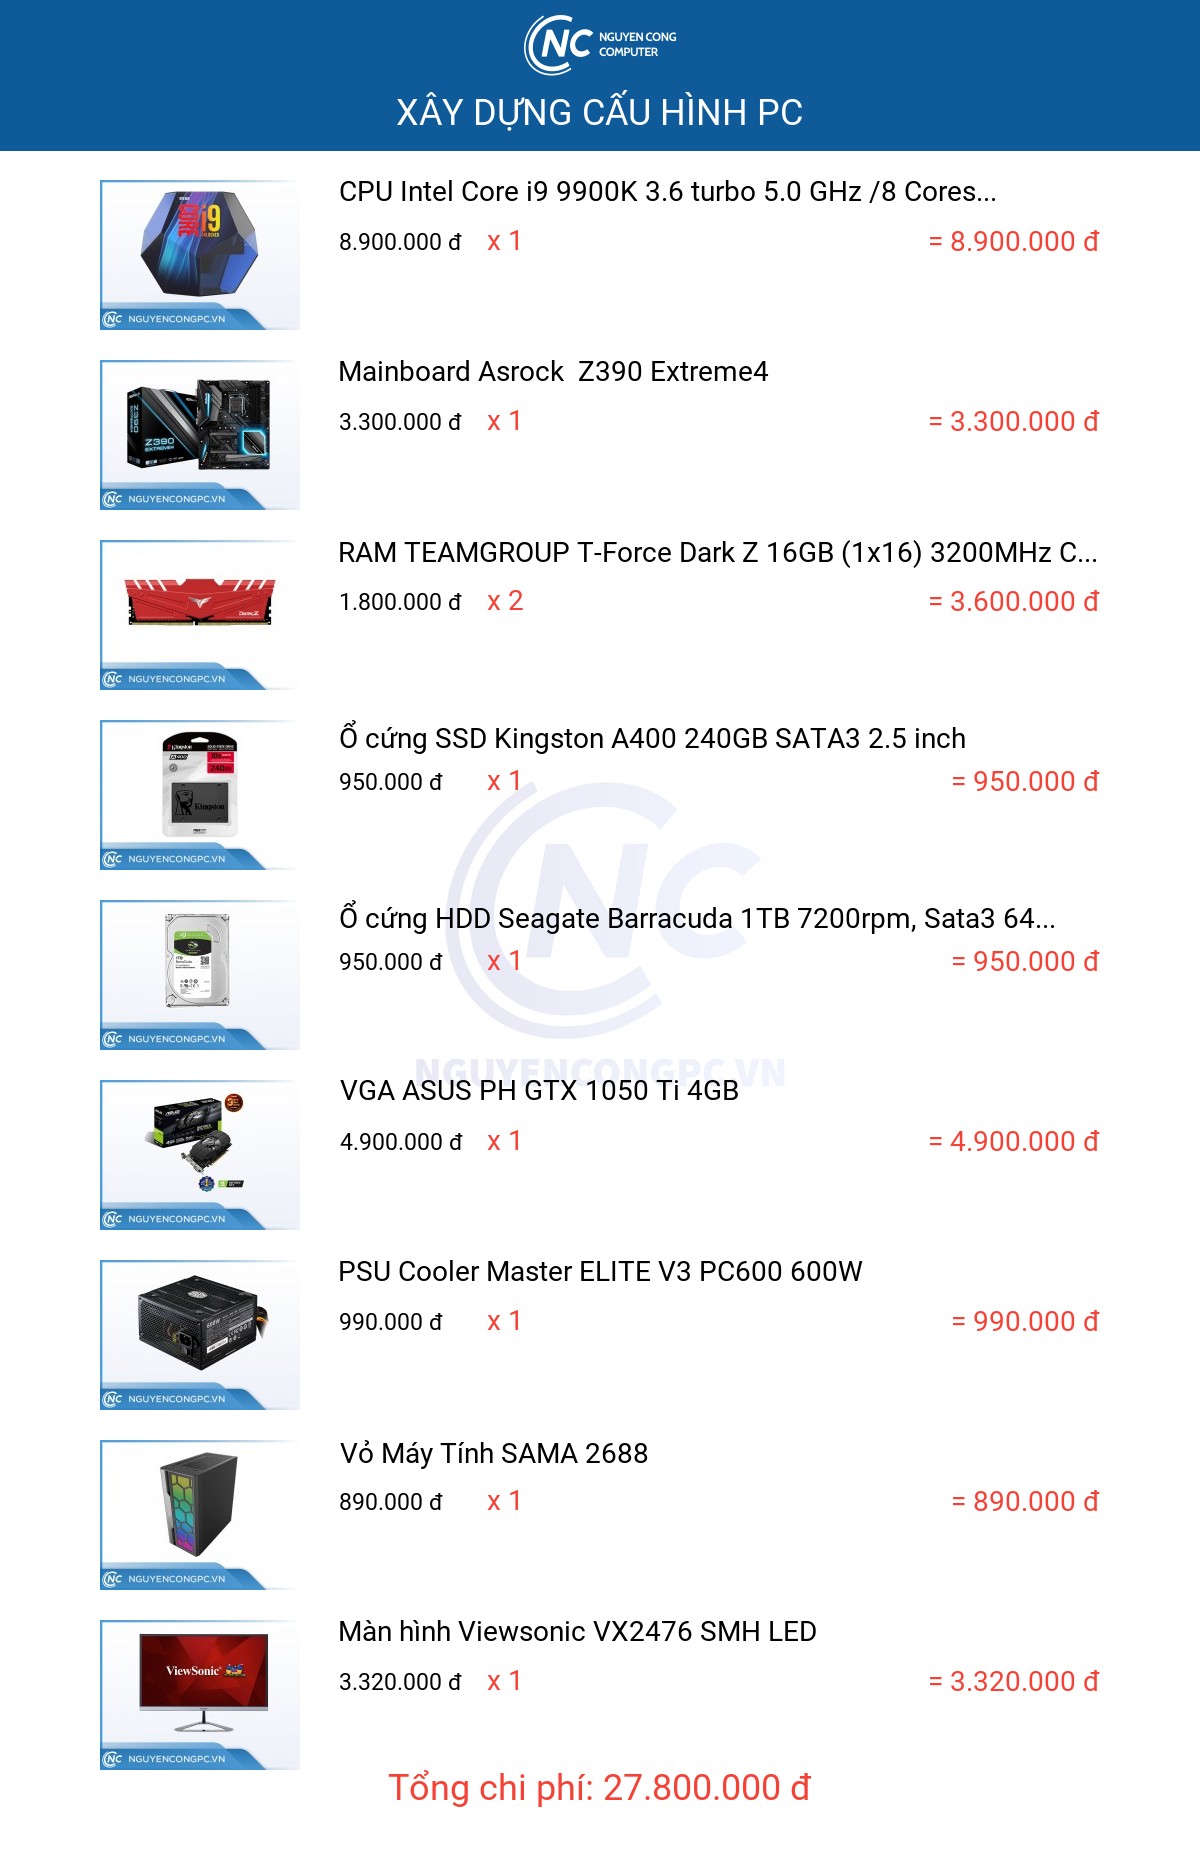 NC NGUYEN CONG
COMPUTER
XÂY DỰNG CẤU HÌNH PC
CPU Intel Core i9 9900K 3.6 turbo 5.0 GHz /8 Cores...
8.900.000 đ x 1 = 8.900.000 đ
CORE i9
NC NGUYENCONGPC.VN
Mainboard Asrock Z390 Extreme4
3.300.000 đ x 1 = 3.300.000 đ
Z390
EXTREME4
NC NGUYENCONGPC.VN
RAM TEAMGROUP T-Force Dark Z 16GB (1x16) 3200MHz C...
1.800.000 đ x 2 = 3.600.000 đ
NC NGUYENCONGPC.VN
Ổ cứng SSD Kingston A400 240GB SATA3 2.5 inch
950.000 đ x 1 = 950.000 đ
Kingston
240GB
Kingston
NC NGUYENCONGPC.VN
NC
Ổ cứng HDD Seagate Barracuda 1TB 7200rpm, Sata3 64...
950.000 đ x 1 = 950.000 đ
NC NGUYENCONGPC.VN
NGUYENCONGPC.VN
VGA ASUS PH GTX 1050 Ti 4GB
4.900.000 đ x 1 = 4.900.000 đ
NC NGUYENCONGPC.VN
PSU Cooler Master ELITE V3 PC600 600W
990.000 đ x 1 = 990.000 đ
600W
NC NGUYENCONGPC.VN
Vỏ Máy Tính SAMA 2688
890.000 đ x 1 = 890.000 đ
NC NGUYENCONGPC.VN
Màn hình Viewsonic VX2476 SMH LED
3.320.000 đ x 1 = 3.320.000 đ
ViewSonic
NC NGUYENCONGPC.VN
Tổng chi phí: 27.800.000 đ